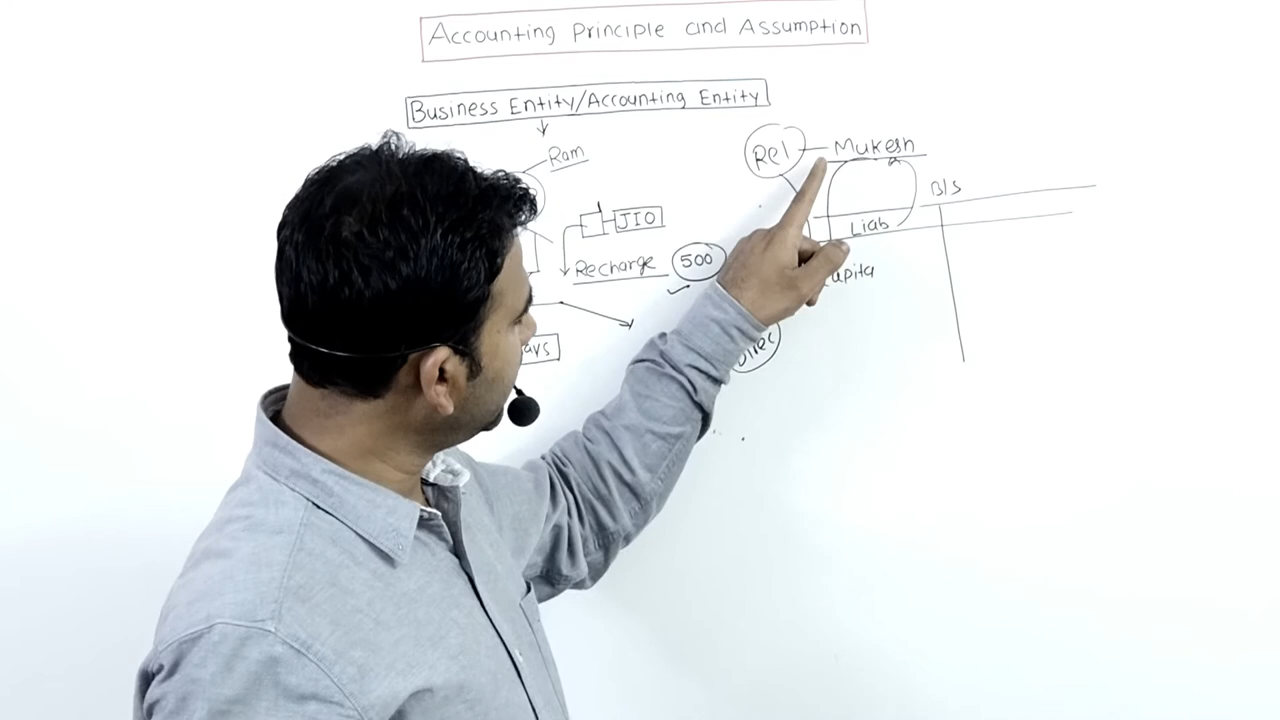 Accounting Principle and Assumption
Business Entity/Accounting Entity
Ram
Rel — Mukesh
B/S
JIO
Liab
Recharge 500